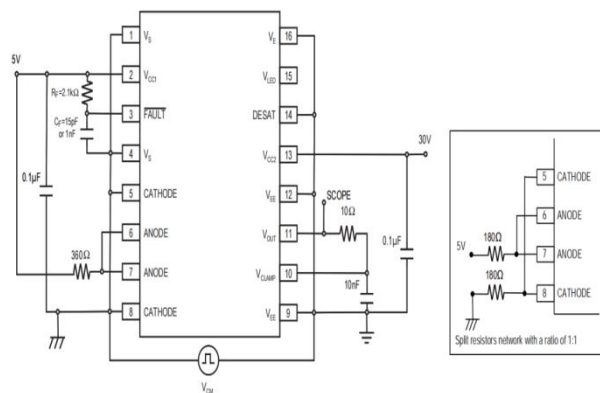 5V
RF=2.1kΩ
CF=15pF
or 1nF
0.1µF
360Ω
1 VS
2 VCC1
3 FAULT
4 VS
5 CATHODE
6 ANODE
7 ANODE
8 CATHODE
VE 16
VLED 15
DESAT 14
VCC2 13
VEE 12
VOUT 11
VCLAMP 10
VEE 9
30V
SCOPE
10Ω
0.1µF
10nF
VCM
5 CATHODE
6 ANODE
7 ANODE
8 CATHODE
5V
180Ω
180Ω
Split resistors network with a ratio of 1:1